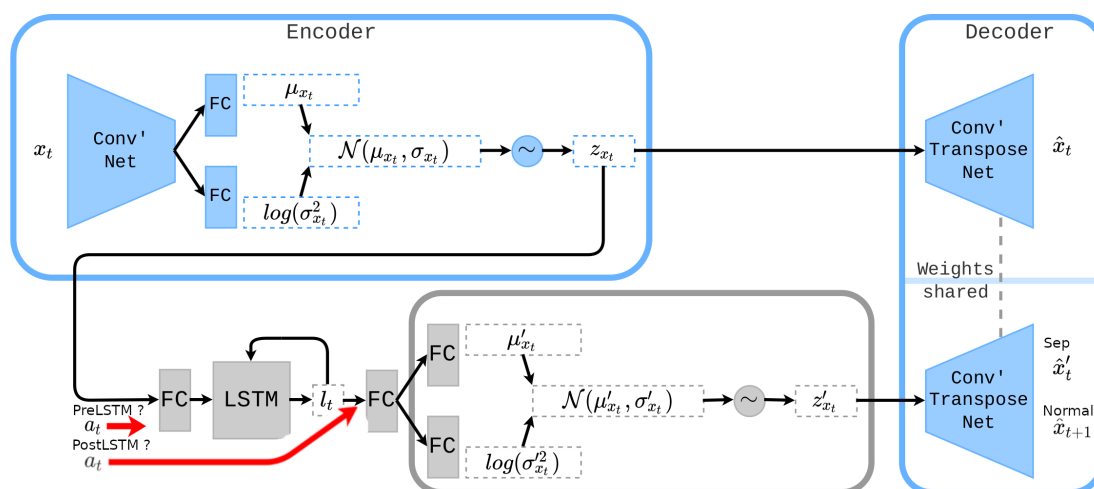 Encoder
Decoder
x_t
Conv'
Net
FC
FC
μ_{x_t}
𝒩(μ_{x_t}, σ_{x_t})
log(σ²_{x_t})
~
z_{x_t}
Conv'
Transpose
Net
x̂_t
Weights
shared
PreLSTM ?
a_t
PostLSTM ?
a_t
FC
LSTM
l_t
FC
FC
FC
μ'_{x_t}
𝒩(μ'_{x_t}, σ'_{x_t})
log(σ'²_{x_t})
~
z'_{x_t}
Conv'
Transpose
Net
Sep
x̂'_t
Normal
x̂_{t+1}